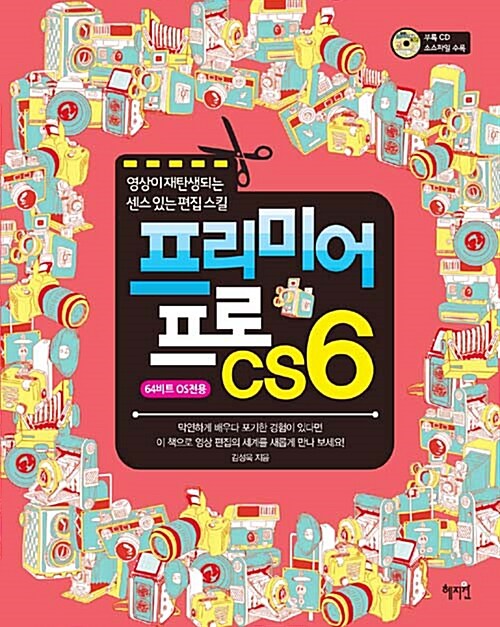 부록 CD
소스파일 수록
영상이 재탄생되는
센스 있는 편집 스킬
프리미어
프로
CS6
64비트 OS전용
막연하게 배우다 포기한 경험이 있다면
이 책으로 영상 편집의 세계를 새롭게 만나 보세요!
김성욱 지음
혜지원